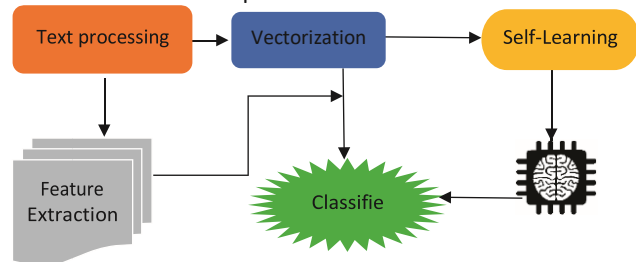 Text processing
Vectorization
Self-Learning
Feature
Extraction
Classifie